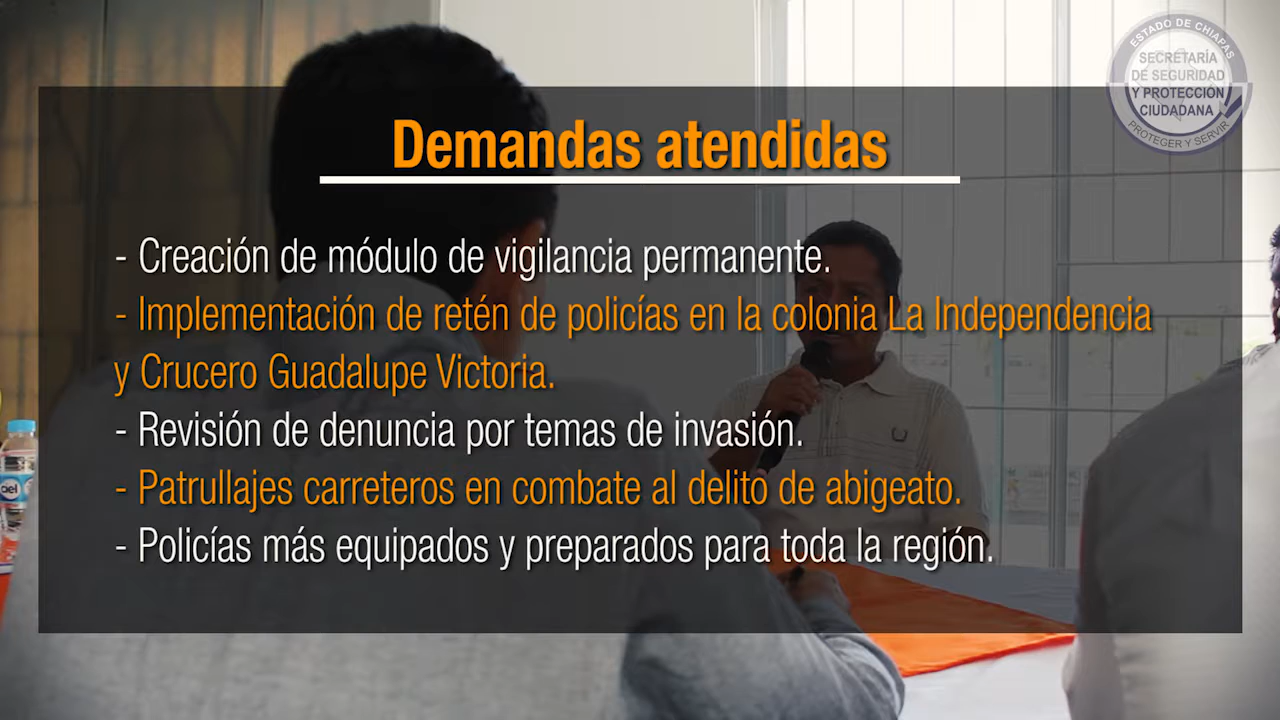 ESTADO DE CHIAPAS
SECRETARÍA
DE SEGURIDAD
Y PROTECCIÓN
CIUDADANA
PROTEGER Y SERVIR
Demandas atendidas
- Creación de módulo de vigilancia permanente.
- Implementación de retén de policías en la colonia La Independencia
y Crucero Guadalupe Victoria.
- Revisión de denuncia por temas de invasión.
- Patrullajes carreteros en combate al delito de abigeato.
- Policías más equipados y preparados para toda la región.